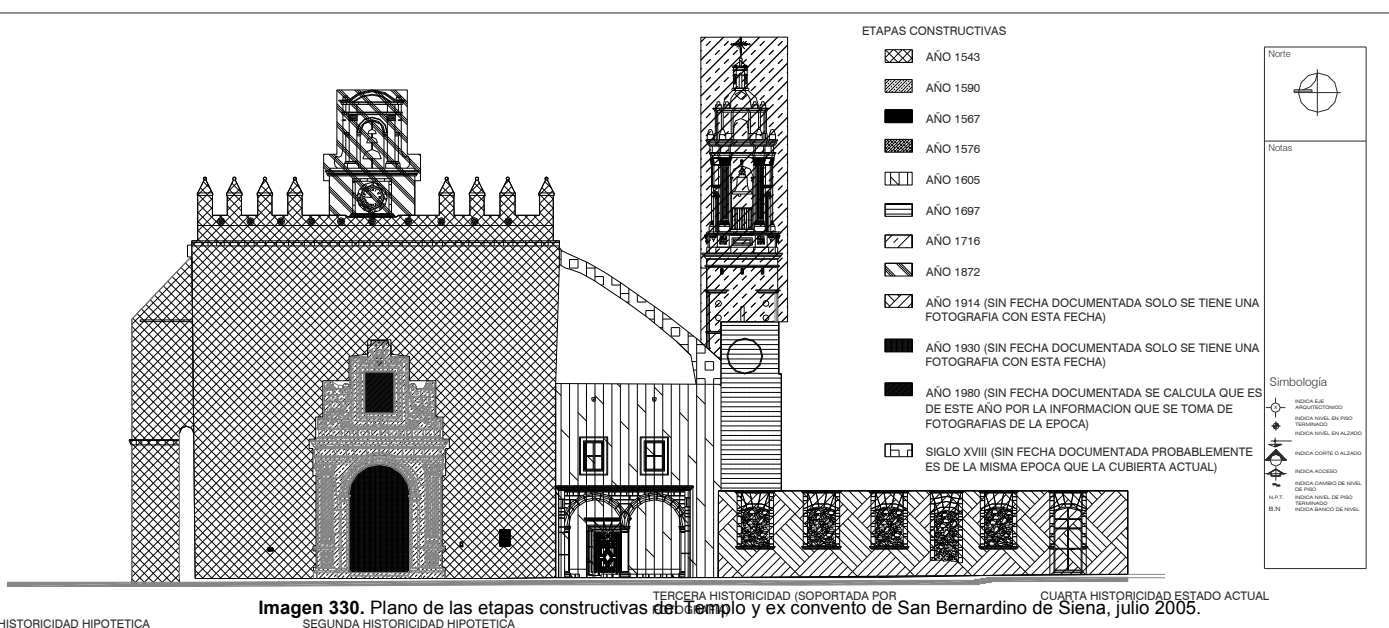 ETAPAS CONSTRUCTIVAS
AÑO 1543
AÑO 1590
AÑO 1567
AÑO 1576
AÑO 1605
AÑO 1697
AÑO 1716
AÑO 1872
AÑO 1914 (SIN FECHA DOCUMENTADA SOLO SE TIENE UNA
FOTOGRAFIA CON ESTA FECHA)
AÑO 1930 (SIN FECHA DOCUMENTADA SOLO SE TIENE UNA
FOTOGRAFIA CON ESTA FECHA)
AÑO 1980 (SIN FECHA DOCUMENTADA SE CALCULA QUE ES
DE ESTE AÑO POR LA INFORMACION QUE SE TOMA DE
FOTOGRAFIAS DE LA EPOCA)
SIGLO XVIII (SIN FECHA DOCUMENTADA PROBABLEMENTE
ES DE LA MISMA EPOCA QUE LA CUBIERTA ACTUAL)
Norte
Notas
Simbología
INDICA EJE
ARQUITECTONICO
INDICA NIVEL EN PISO
TERMINADO
INDICA NIVEL EN ALZADO
INDICA CORTE O ALZADO
INDICA ACCESO
INDICA CAMBIO DE NIVEL
DE PISO
N.P.T. INDICA NIVEL DE PISO
TERMINADO
B.N INDICA BANCO DE NIVEL
TERCERA HISTORICIDAD (SOPORTADA POR
FOTOGRAFIA)
CUARTA HISTORICIDAD ESTADO ACTUAL
Imagen 330. Plano de las etapas constructivas del Templo y ex convento de San Bernardino de Siena, julio 2005.
HISTORICIDAD HIPOTETICA
SEGUNDA HISTORICIDAD HIPOTETICA